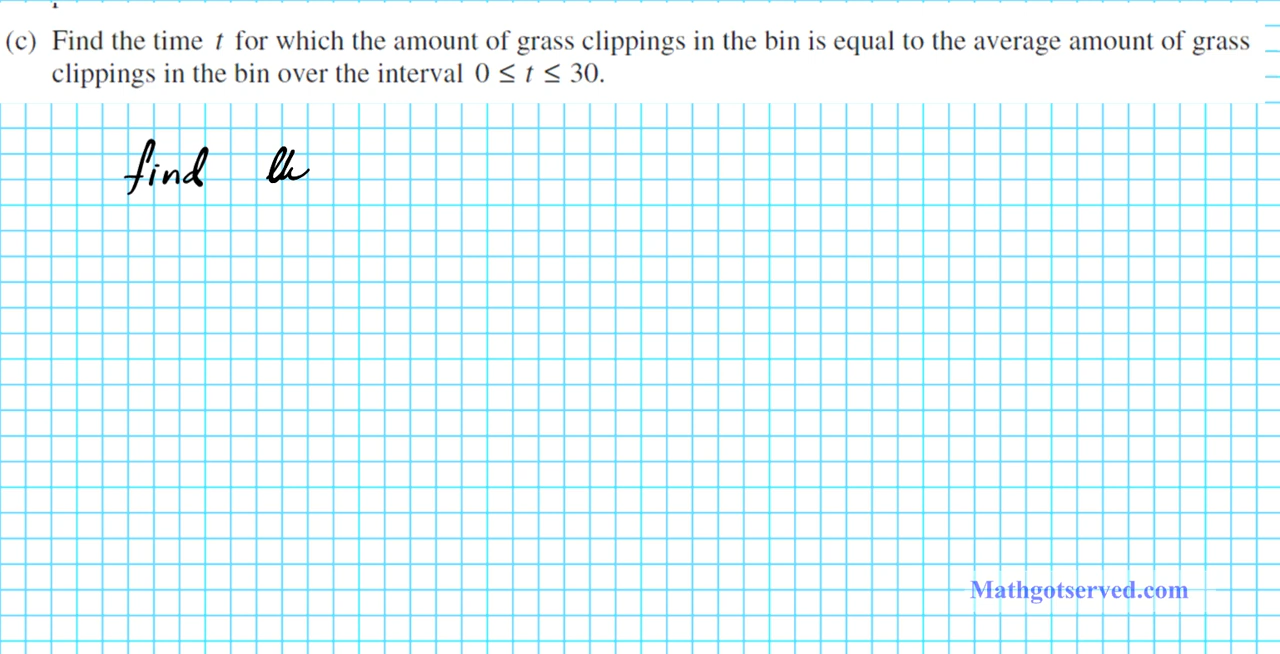 (c) Find the time t for which the amount of grass clippings in the bin is equal to the average amount of grass
clippings in the bin over the interval 0 ≤ t ≤ 30.
find
Mathgotserved.com